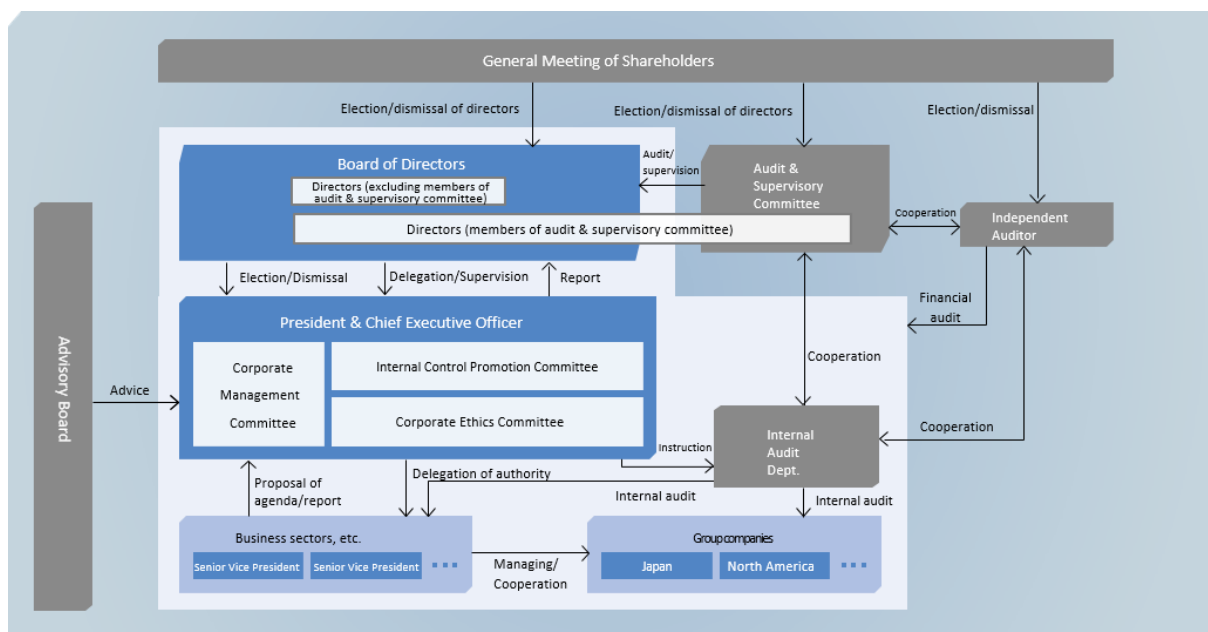 General Meeting of Shareholders
Election/dismissal of directors
Election/dismissal of directors
Election/dismissal
Board of Directors
Directors (excluding members of
audit & supervisory committee)
Directors (members of audit & supervisory committee)
Audit/
supervision
Audit &
Supervisory
Committee
Cooperation
Independent
Auditor
Election/Dismissal
Delegation/Supervision
Report
Financial
audit
President & Chief Executive Officer
Corporate
Management
Committee
Internal Control Promotion Committee
Corporate Ethics Committee
Advisory Board
Advice
Cooperation
Internal
Audit
Dept.
Cooperation
Instruction
Proposal of
agenda/report
Delegation of authority
Internal audit
Internal audit
Business sectors, etc.
Senior Vice President
Senior Vice President
Managing/
Cooperation
Group companies
Japan
North America